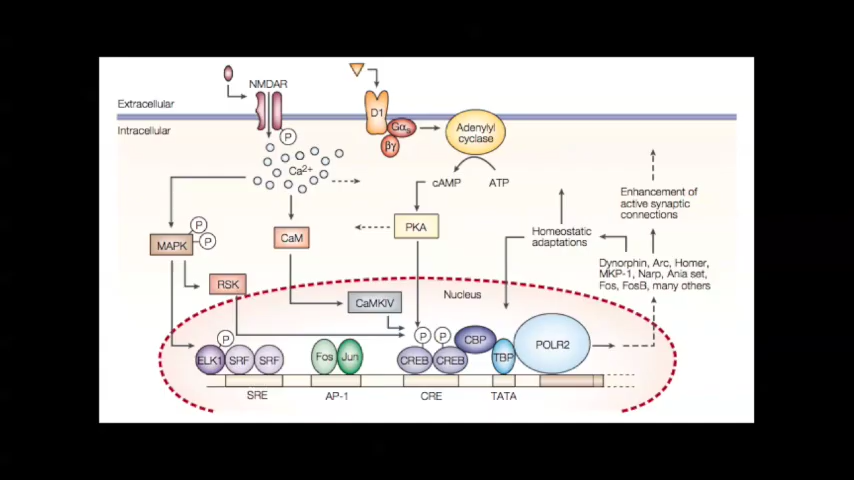 NMDAR
Extracellular
Intracellular
D1
Gαs
βγ
Adenylyl
cyclase
P
Ca2+
cAMP
ATP
Enhancement of
active synaptic
connections
P
P
MAPK
CaM
PKA
Homeostatic
adaptations
Dynorphin, Arc, Homer,
MKP-1, Narp, Ania set,
Fos, FosB, many others
RSK
Nucleus
CaMKIV
P
P
P
CBP
ELK1
SRF
SRF
Fos
Jun
CREB
CREB
TBP
POLR2
SRE
AP-1
CRE
TATA